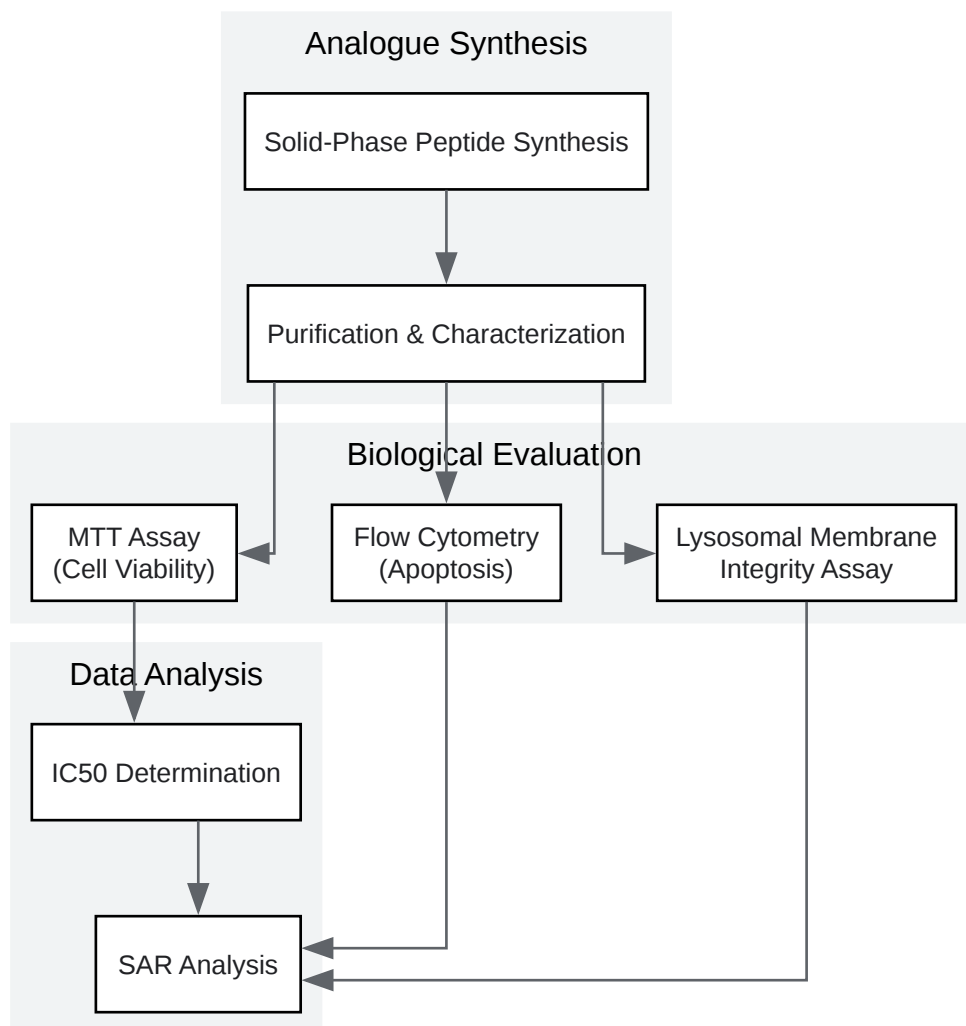 Analogue Synthesis
Solid-Phase Peptide Synthesis
Purification & Characterization
Biological Evaluation
MTT Assay
(Cell Viability)
Flow Cytometry
(Apoptosis)
Lysosomal Membrane
Integrity Assay
Data Analysis
IC50 Determination
SAR Analysis